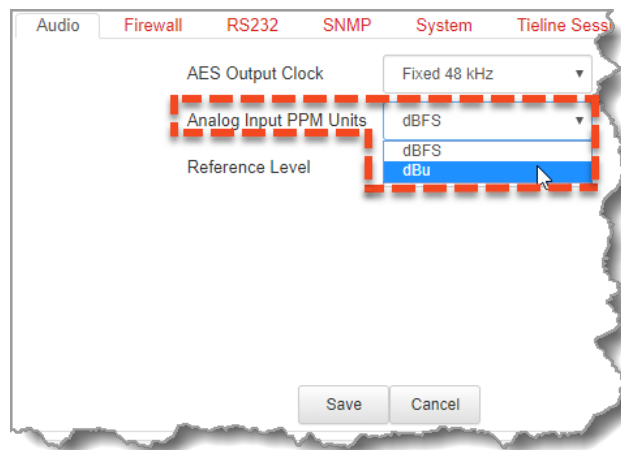 Audio Firewall RS232 SNMP System Tieline Sess
AES Output Clock Fixed 48 kHz
Analog Input PPM Units dBFS
dBFS
Reference Level dBu
Save Cancel